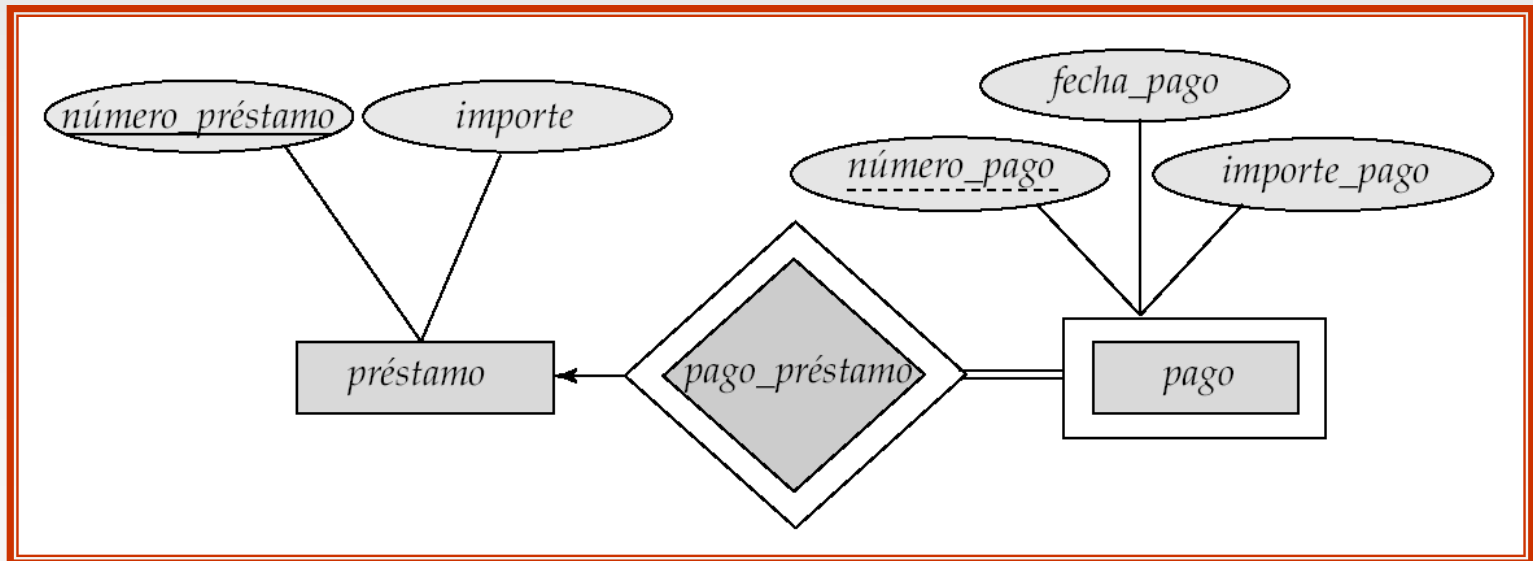 fecha_pago
número_préstamo
importe
número_pago
importe_pago
préstamo
pago_préstamo
pago